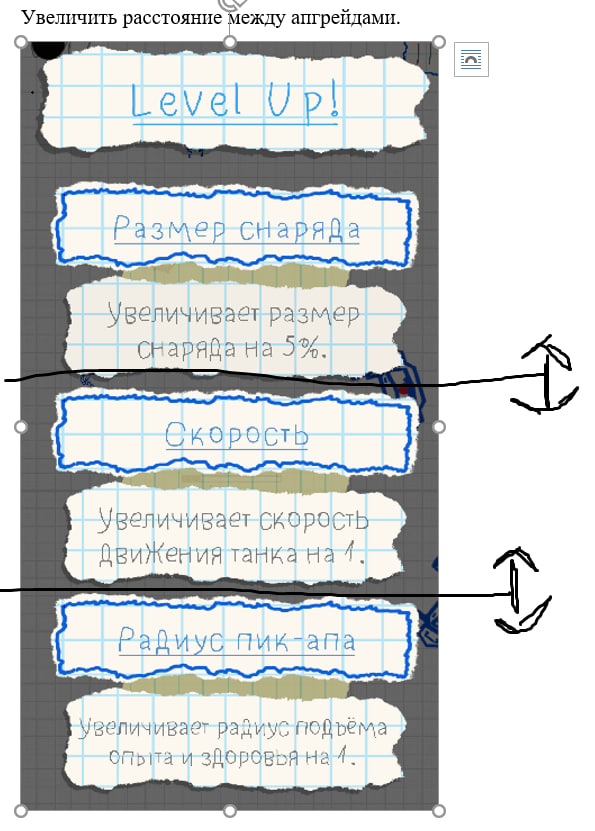 Увеличить расстояние между апгрейдами.
Level Up!
Размер снаряда
Увеличивает размер
снаряда на 5%.
Скорость
Увеличивает скорость
движения танка на 1.
Радиус пик-апа
Увеличивает радиус подъёма
опыта и здоровья на 1.